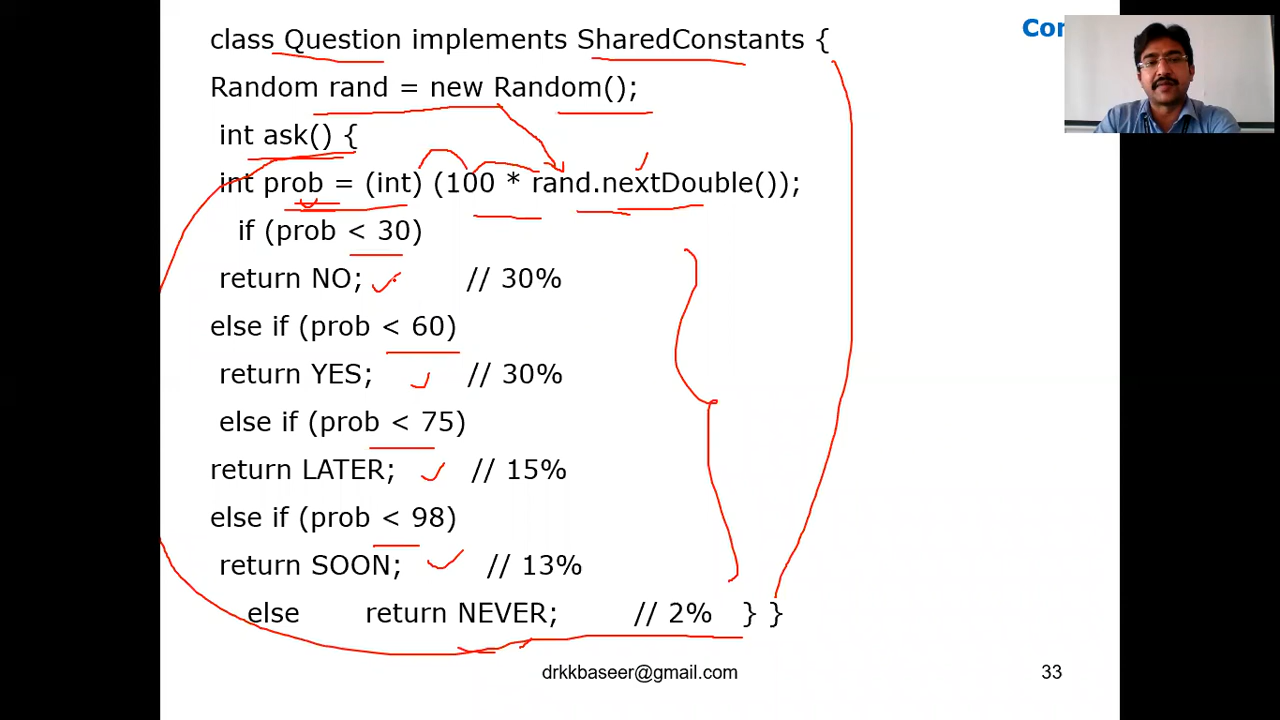 Con
class Question implements SharedConstants {
Random rand = new Random();
int ask() {
int prob = (int) (100 * rand.nextDouble());
if (prob < 30)
return NO; // 30%
else if (prob < 60)
return YES; // 30%
else if (prob < 75)
return LATER; // 15%
else if (prob < 98)
return SOON; // 13%
else return NEVER; // 2% } }
drkkbaseer@gmail.com 33